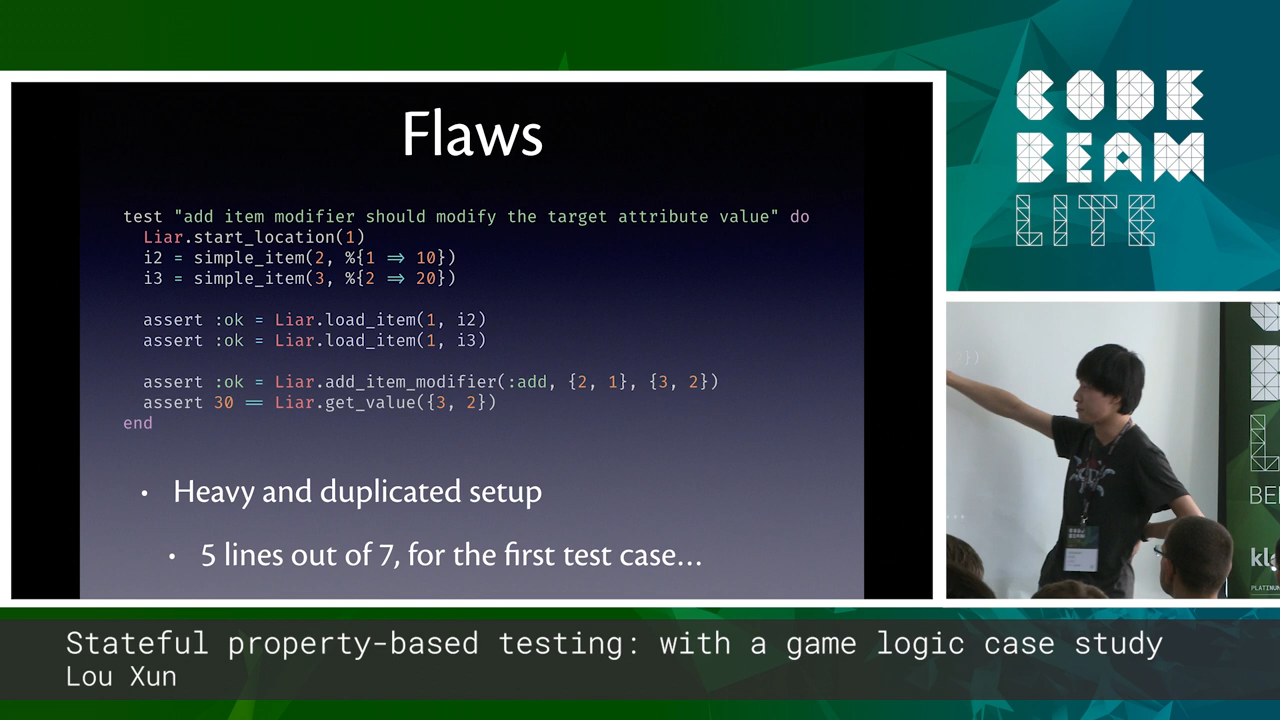 Flaws
test "add item modifier should modify the target attribute value" do
Liar.start_location(1)
i2 = simple_item(2, %{1 => 10})
i3 = simple_item(3, %{2 => 20})
assert :ok = Liar.load_item(1, i2)
assert :ok = Liar.load_item(1, i3)
assert :ok = Liar.add_item_modifier(:add, {2, 1}, {3, 2})
assert 30 == Liar.get_value({3, 2})
end
• Heavy and duplicated setup
• 5 lines out of 7, for the first test case...
CODE
BEAM
LITE
BE
PLATINUM
Stateful property-based testing: with a game logic case study
Lou Xun